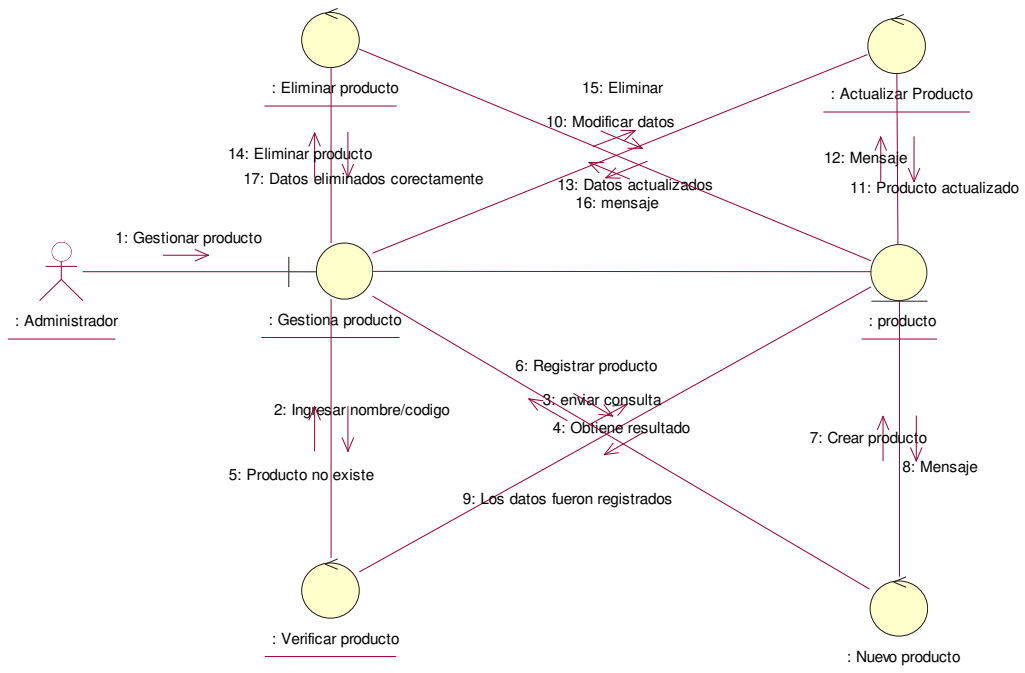 : Eliminar producto
15: Eliminar
: Actualizar Producto
10: Modificar datos
14: Eliminar producto
12: Mensaje
17: Datos eliminados corectamente
13: Datos actualizados
11: Producto actualizado
16: mensaje
1: Gestionar producto
: Administrador
: Gestiona producto
: producto
6: Registrar producto
3: enviar consulta
2: Ingresar nombre/codigo
4: Obtiene resultado
7: Crear producto
5: Producto no existe
8: Mensaje
9: Los datos fueron registrados
: Verificar producto
: Nuevo producto